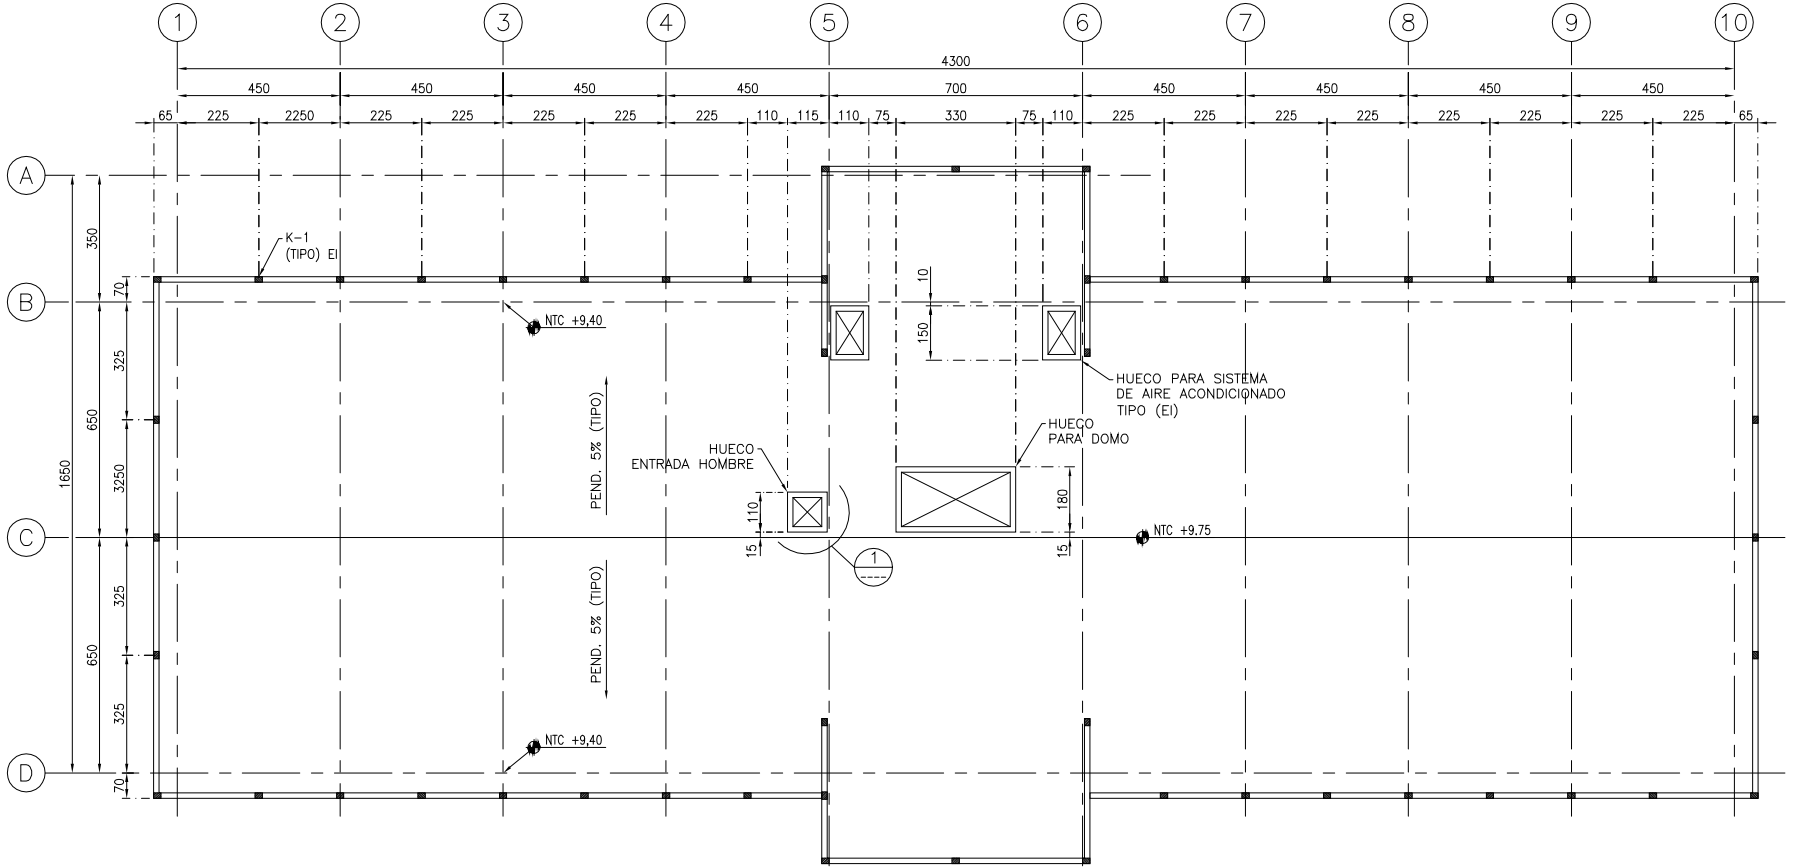 1 2 3 4 5 6 7 8 9 10
4300
450 450 450 450 700 450 450 450 450
65 225 2250 225 225 225 225 225 110 115 110 75 330 75 110 225 225 225 225 225 225 225 225 65
A
350
K-1
(TIPO) EI
70
10
B
NTC +9,40
150
325
HUECO PARA SISTEMA
DE AIRE ACONDICIONADO
TIPO (EI)
650
PEND. 5% (TIPO)
HUECO
PARA DOMO
HUECO
ENTRADA HOMBRE
1650
3250
110
180
C
NTC +9.75
15
15
1
-----
325
PEND. 5% (TIPO)
650
325
NTC +9,40
D
70